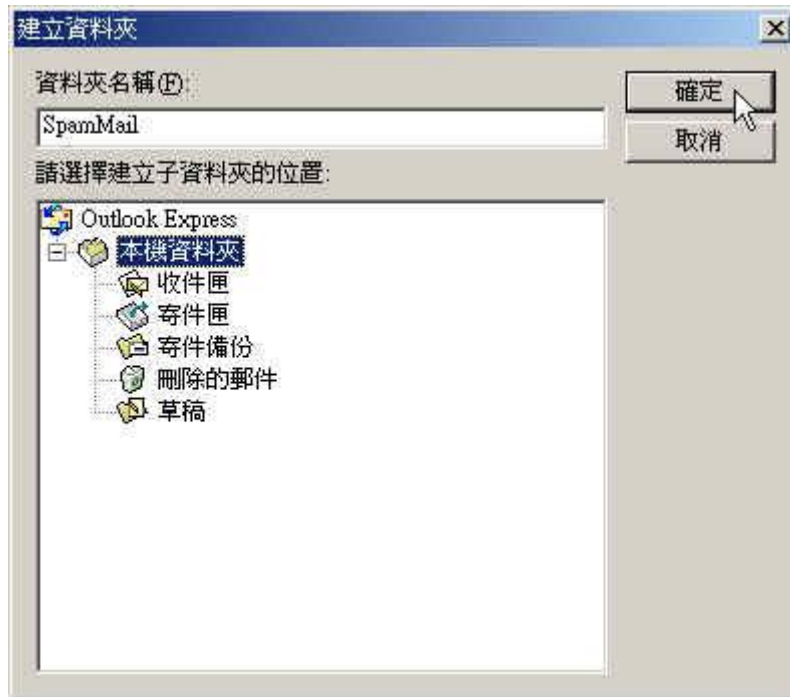 建立資料夾
資料夾名稱(F):
確定
SpamMail
取消
請選擇建立子資料夾的位置:
Outlook Express
本機資料夾
收件匣
寄件匣
寄件備份
刪除的郵件
草稿